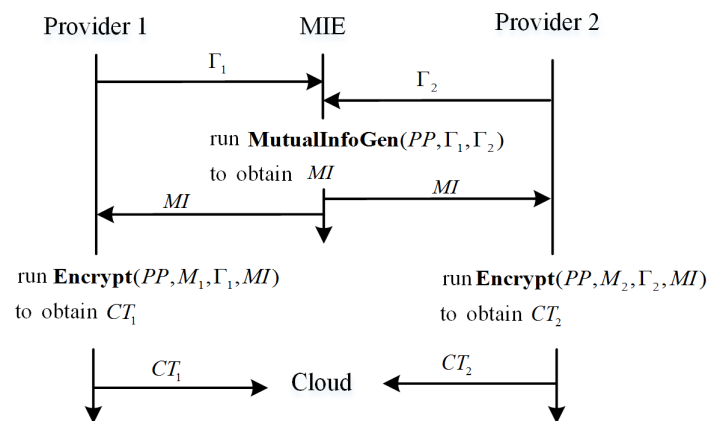 Provider 1 MIE Provider 2
Γ₁
Γ₂
run MutualInfoGen(PP,Γ₁,Γ₂)
to obtain MI
MI
MI
run Encrypt(PP,M₁,Γ₁,MI)
to obtain CT₁
run Encrypt(PP,M₂,Γ₂,MI)
to obtain CT₂
CT₁ Cloud CT₂